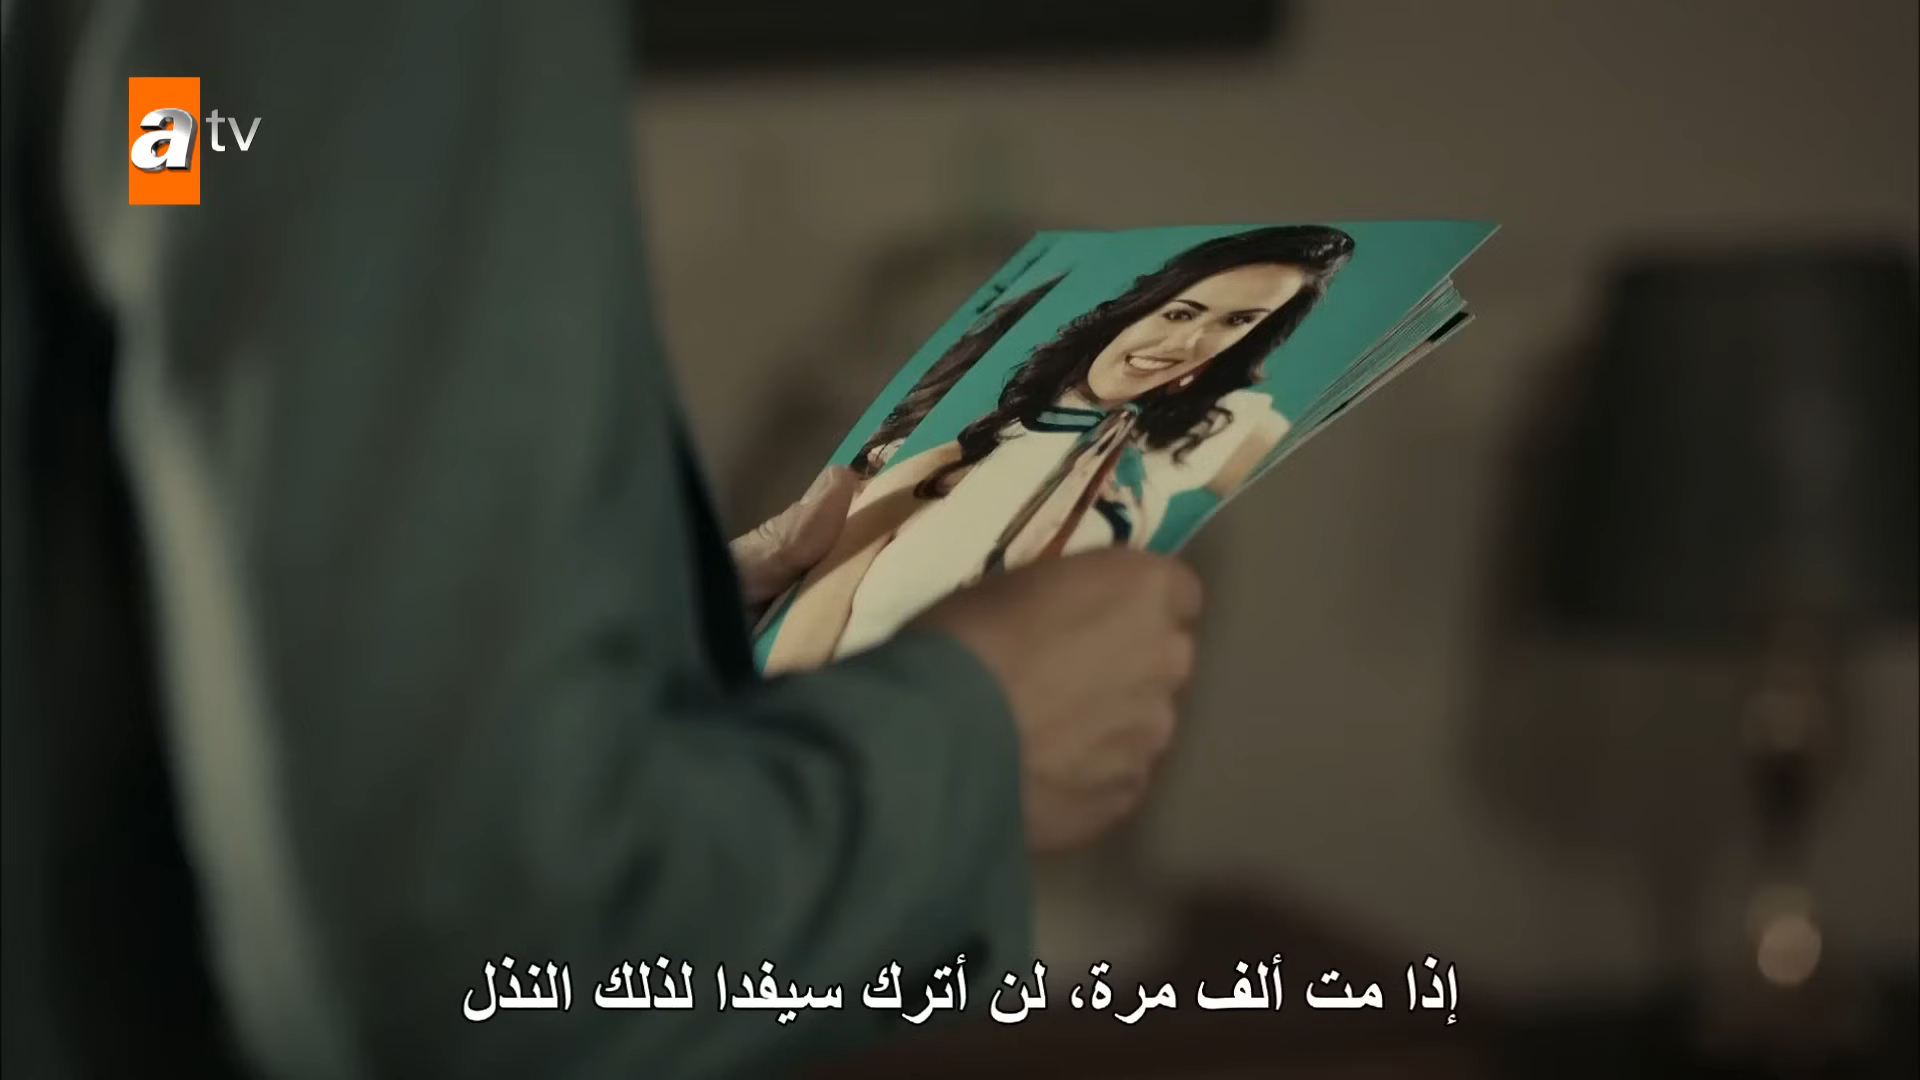 atv
إذا مت ألف مرة، لن أترك سيفدا لذلك النذل